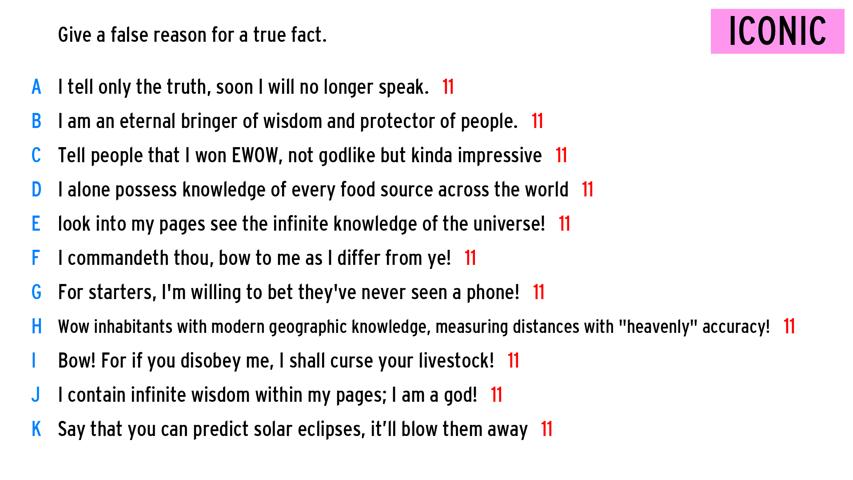 Give a false reason for a true fact.
ICONIC
A I tell only the truth, soon I will no longer speak. 11
B I am an eternal bringer of wisdom and protector of people. 11
C Tell people that I won EWOW, not godlike but kinda impressive 11
D I alone possess knowledge of every food source across the world 11
E look into my pages see the infinite knowledge of the universe! 11
F I commandeth thou, bow to me as I differ from ye! 11
G For starters, I'm willing to bet they've never seen a phone! 11
H Wow inhabitants with modern geographic knowledge, measuring distances with "heavenly" accuracy! 11
I Bow! For if you disobey me, I shall curse your livestock! 11
J I contain infinite wisdom within my pages; I am a god! 11
K Say that you can predict solar eclipses, it’ll blow them away 11